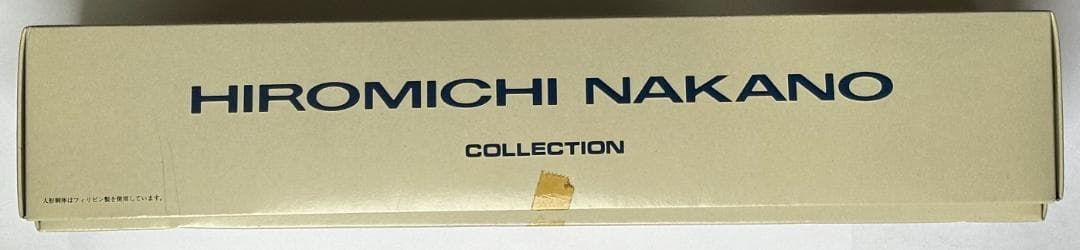 HIROMICHI NAKANO
COLLECTION
人形胴体はフィリピン製を使用しています。